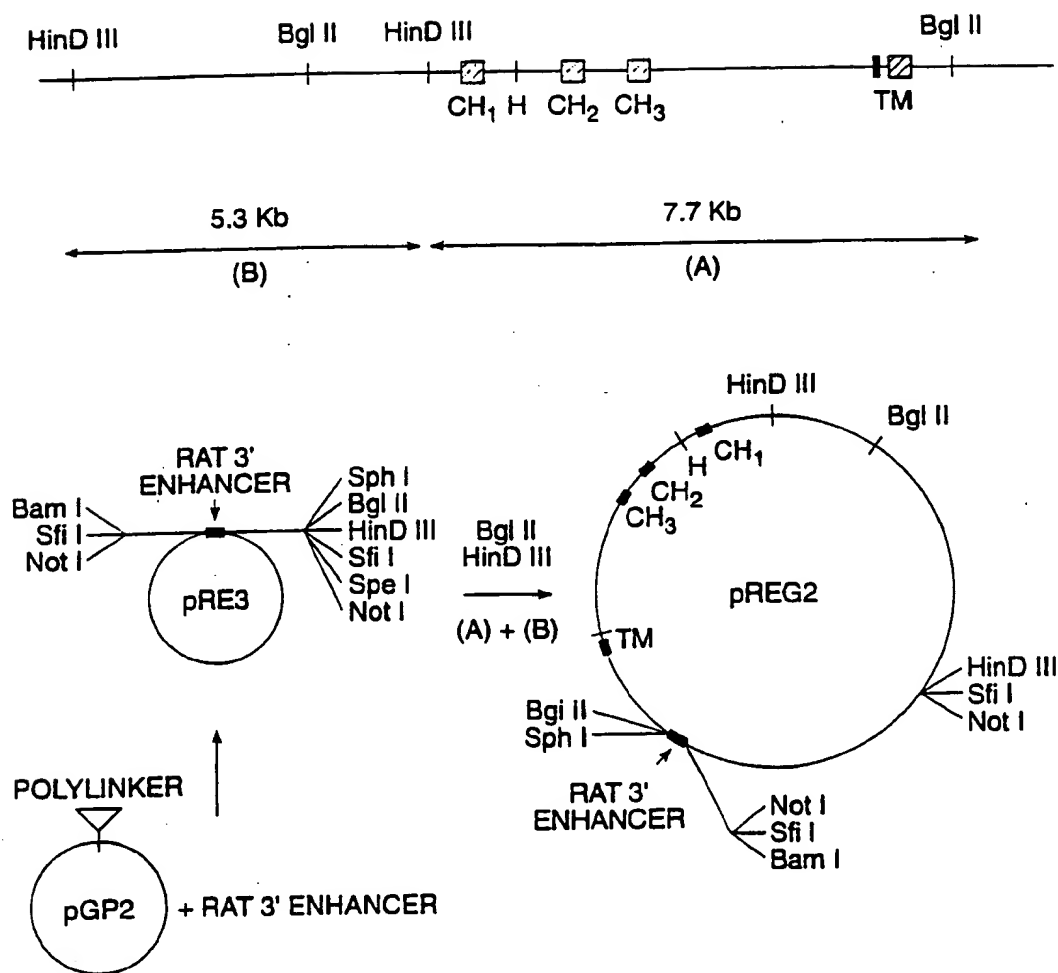 HinD III Bgl II HinD III Bgl II
CH1 H CH2 CH3 TM
5.3 Kb 7.7 Kb
(B) (A)
RAT 3'
ENHANCER
Bam I
Sfi I
Not I
Sph I
Bgl II
HinD III
Sfi I
Spe I
Not I
pRE3
Bgl II
HinD III
(A) + (B)
HinD III
Bgl II
CH1
H
CH2
CH3
pREG2
TM
HinD III
Sfi I
Not I
Bgi II
Sph I
RAT 3'
ENHANCER
Not I
Sfi I
Bam I
POLYLINKER
pGP2
+ RAT 3' ENHANCER